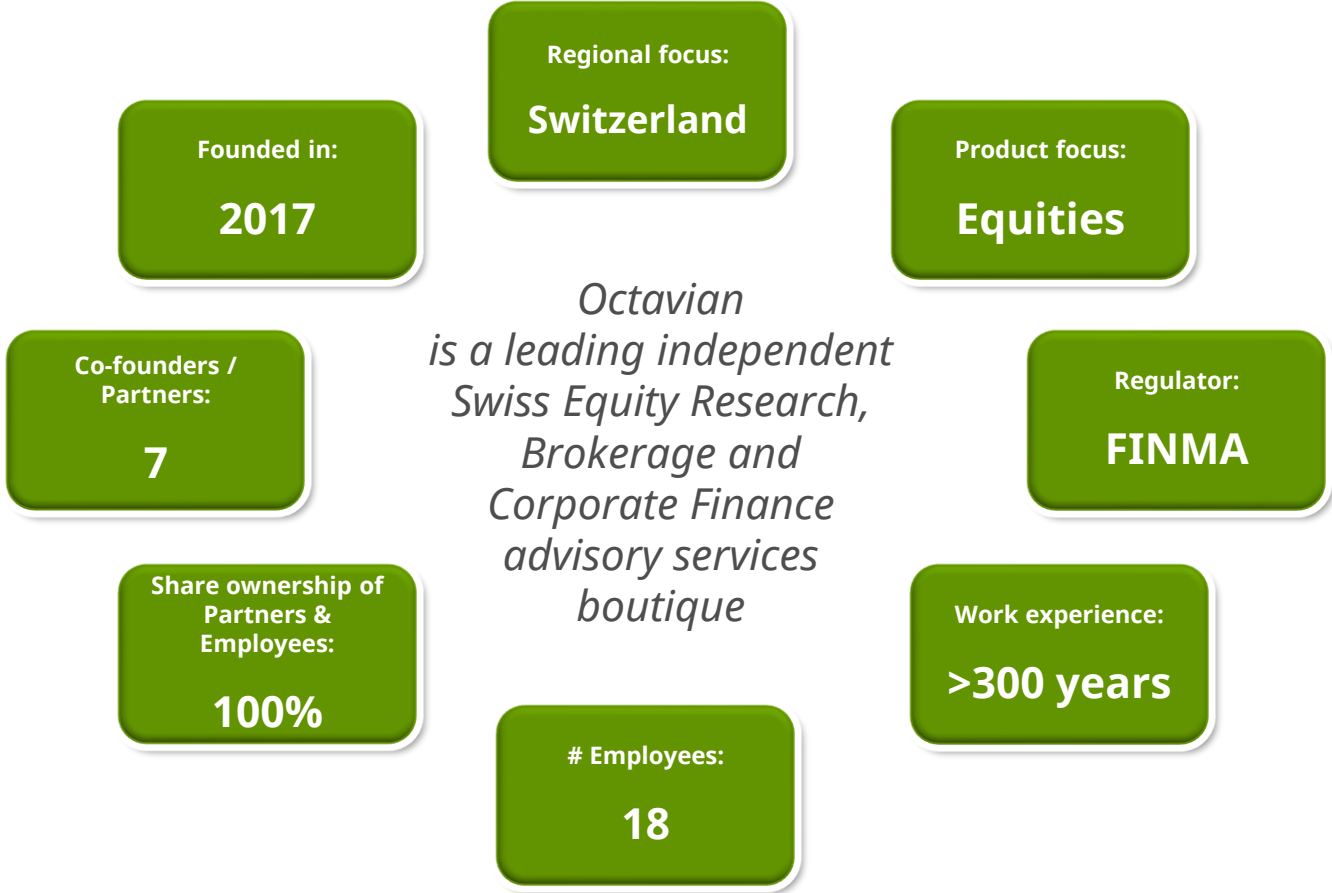 Regional focus:
Switzerland
Founded in:
2017
Product focus:
Equities
Octavian
is a leading independent
Swiss Equity Research,
Brokerage and
Corporate Finance
advisory services
boutique
Co-founders /
Partners:
7
Regulator:
FINMA
Share ownership of
Partners &
Employees:
100%
Work experience:
>300 years
# Employees:
18